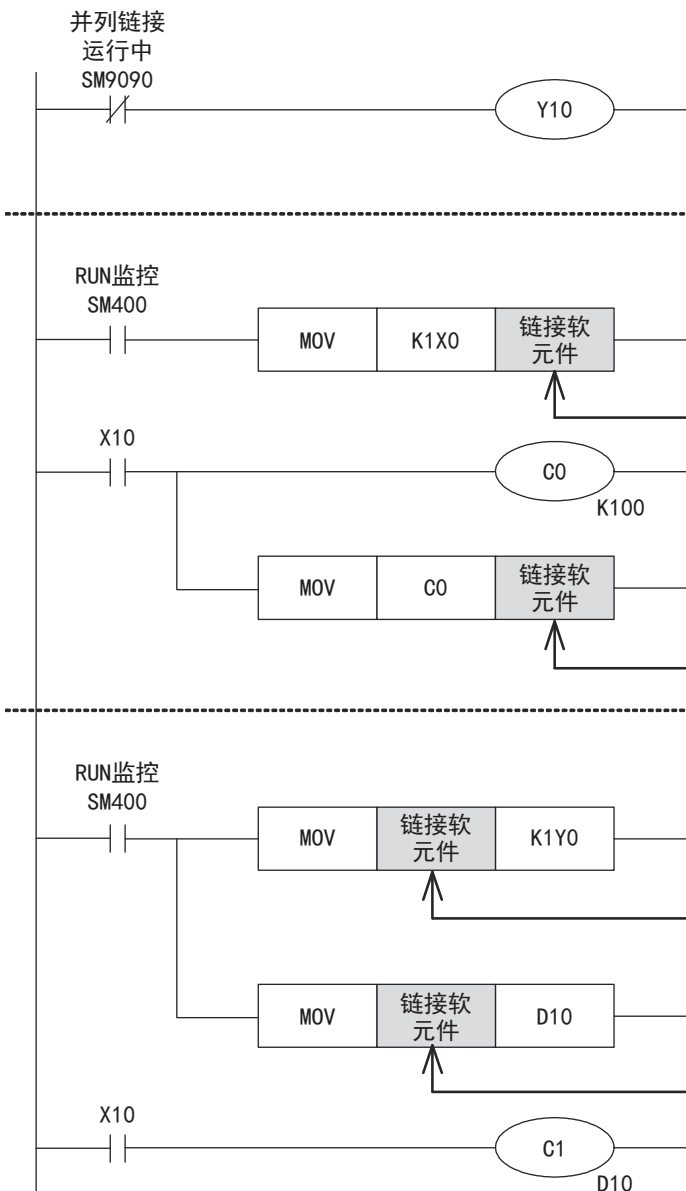 并列链接
运行中
SM9090
Y10
RUN监控
SM400
MOV
K1X0
链接软
元件
X10
C0
K100
MOV
C0
链接软
元件
RUN监控
SM400
MOV
链接软
元件
K1Y0
MOV
链接软
元件
D10
X10
C1
D10